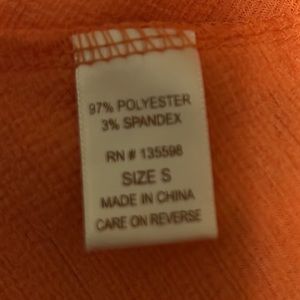 97% POLYESTER
3% SPANDEX
RN # 135598
SIZE S
MADE IN CHINA
CARE ON REVERSE